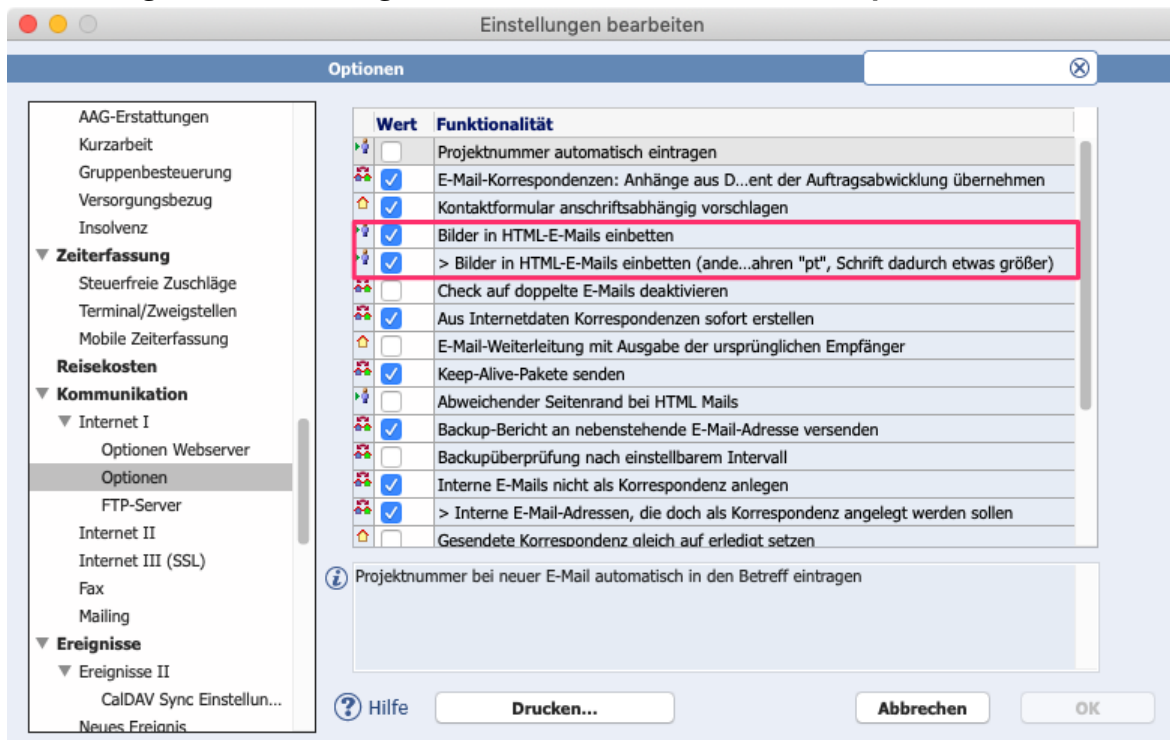 Einstellungen bearbeiten
Optionen
AAG-Erstattungen
Kurzarbeit
Gruppenbesteuerung
Versorgungsbezug
Insolvenz
Zeiterfassung
Steuerfreie Zuschläge
Terminal/Zweigstellen
Mobile Zeiterfassung
Reisekosten
Kommunikation
Internet I
Optionen Webserver
Optionen
FTP-Server
Internet II
Internet III (SSL)
Fax
Mailing
Ereignisse
Ereignisse II
CalDAV Sync Einstellun...
Neues Ereignis
Wert Funktionalität
Projektnummer automatisch eintragen
E-Mail-Korrespondenzen: Anhänge aus D...ent der Auftragsabwicklung übernehmen
Kontaktformular anschriftsabhängig vorschlagen
Bilder in HTML-E-Mails einbetten
> Bilder in HTML-E-Mails einbetten (ande...ahren "pt", Schrift dadurch etwas größer)
Check auf doppelte E-Mails deaktivieren
Aus Internetdaten Korrespondenzen sofort erstellen
E-Mail-Weiterleitung mit Ausgabe der ursprünglichen Empfänger
Keep-Alive-Pakete senden
Abweichender Seitenrand bei HTML Mails
Backup-Bericht an nebenstehende E-Mail-Adresse versenden
Backupüberprüfung nach einstellbarem Intervall
Interne E-Mails nicht als Korrespondenz anlegen
> Interne E-Mail-Adressen, die doch als Korrespondenz angelegt werden sollen
Gesendete Korrespondenz gleich auf erledigt setzen
Projektnummer bei neuer E-Mail automatisch in den Betreff eintragen
Hilfe
Drucken...
Abbrechen
OK